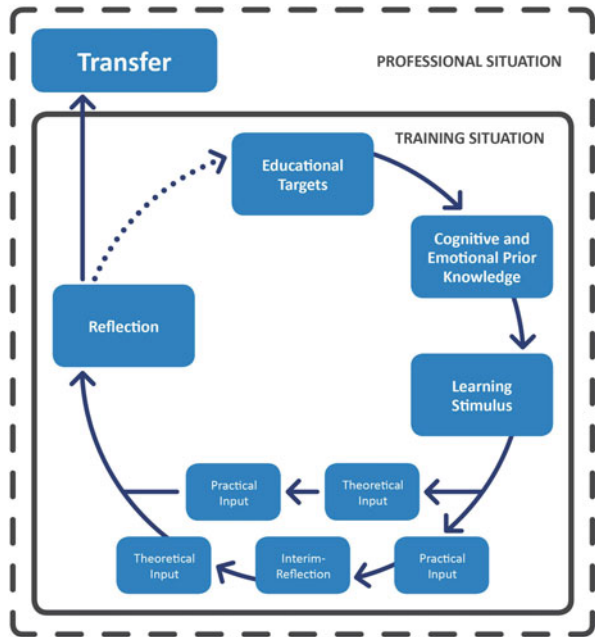 Transfer
PROFESSIONAL SITUATION
TRAINING SITUATION
Educational
Targets
Cognitive and
Emotional Prior
Knowledge
Reflection
Learning
Stimulus
Practical
Input
Theoretical
Input
Theoretical
Input
Interim-
Reflection
Practical
Input